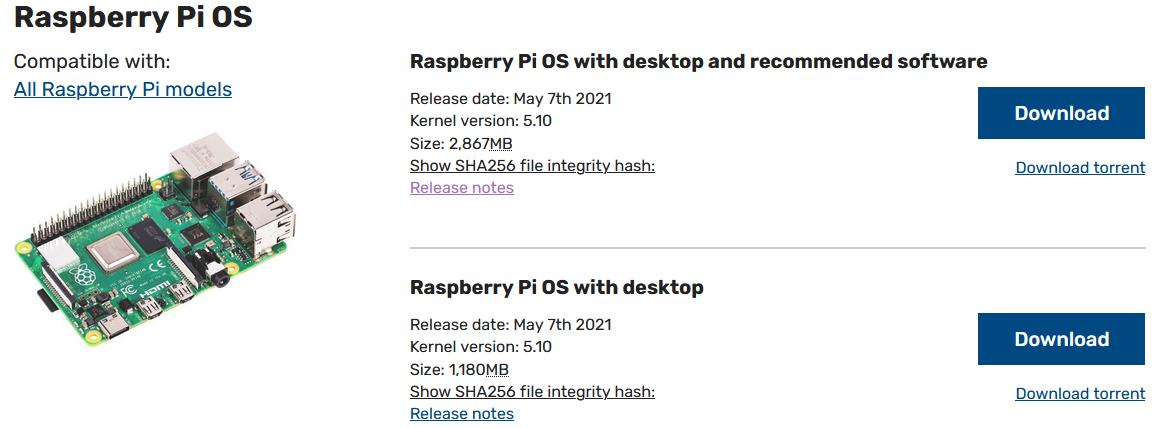 Raspberry Pi OS
Compatible with:
All Raspberry Pi models
Raspberry Pi OS with desktop and recommended software
Release date: May 7th 2021
Kernel version: 5.10
Size: 2,867MB
Show SHA256 file integrity hash:
Release notes
Download
Download torrent
Raspberry Pi OS with desktop
Release date: May 7th 2021
Kernel version: 5.10
Size: 1,180MB
Show SHA256 file integrity hash:
Release notes
Download
Download torrent
HDMI
FC CE